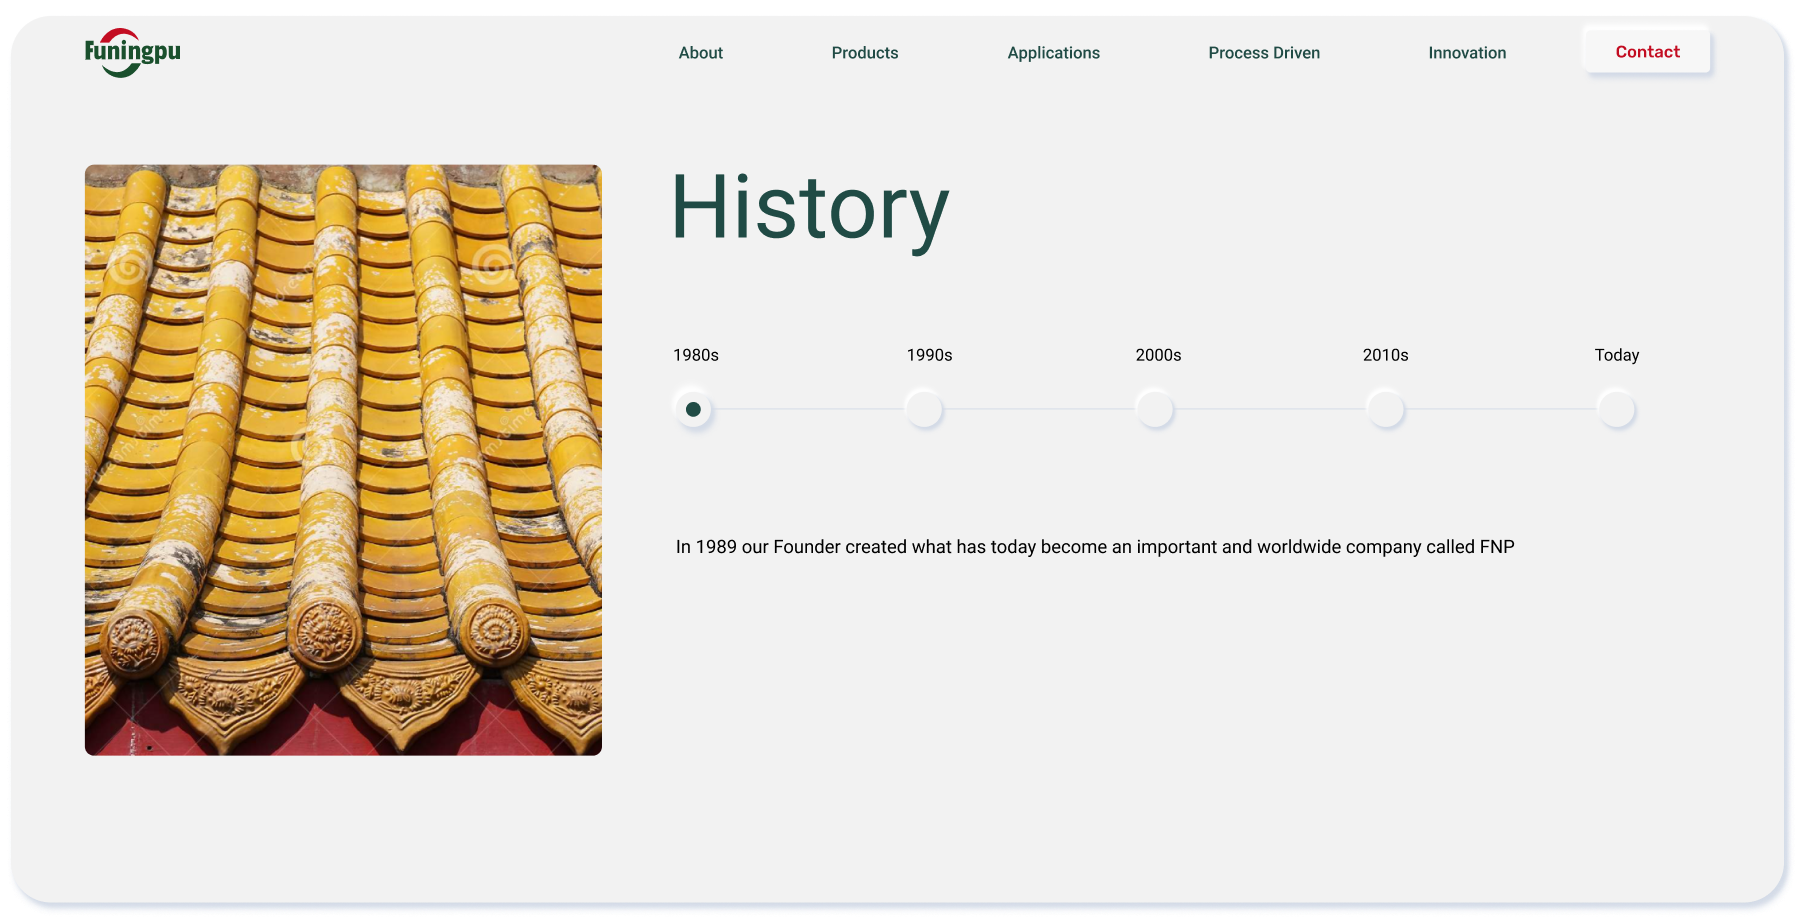 Funingpu
About
Products
Applications
Process Driven
Innovation
Contact
History
1980s
1990s
2000s
2010s
Today
In 1989 our Founder created what has today become an important and worldwide company called FNP